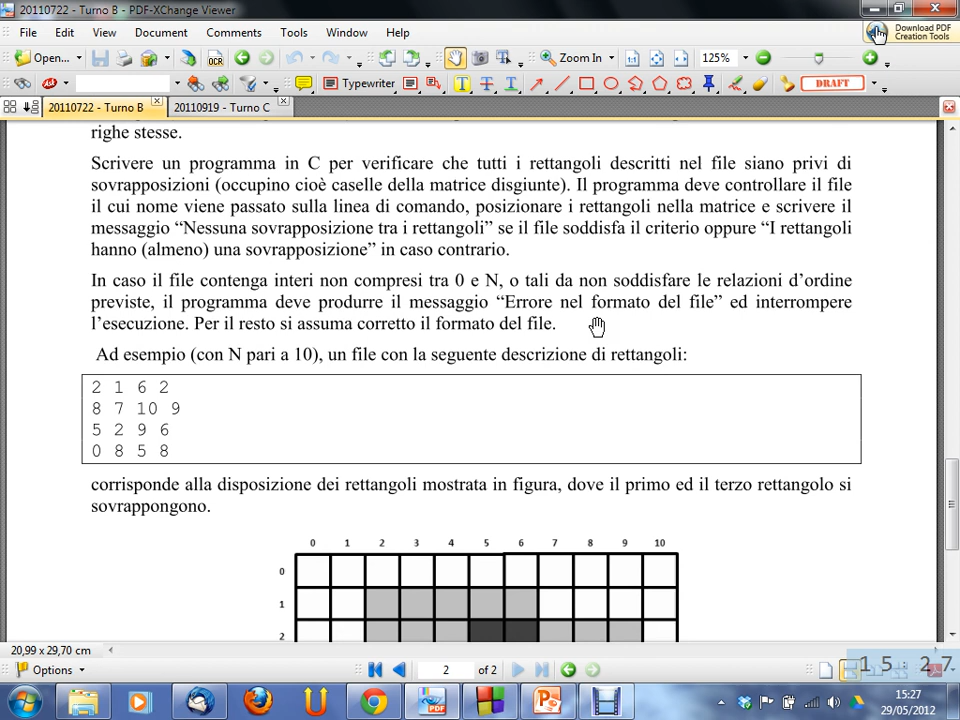 20110722 - Turno B - PDF-XChange Viewer
File Edit View Document Comments Tools Window Help
Download PDF
Creation Tools
Open... OCR Zoom In 125%
Typewriter DRAFT
20110722 - Turno B 20110919 - Turno C
righe stesse.
Scrivere un programma in C per verificare che tutti i rettangoli descritti nel file siano privi di
sovrapposizioni (occupino cioè caselle della matrice disgiunte). Il programma deve controllare il file
il cui nome viene passato sulla linea di comando, posizionare i rettangoli nella matrice e scrivere il
messaggio “Nessuna sovrapposizione tra i rettangoli” se il file soddisfa il criterio oppure “I rettangoli
hanno (almeno) una sovrapposizione” in caso contrario.
In caso il file contenga interi non compresi tra 0 e N, o tali da non soddisfare le relazioni d’ordine
previste, il programma deve produrre il messaggio “Errore nel formato del file” ed interrompere
l’esecuzione. Per il resto si assuma corretto il formato del file.
Ad esempio (con N pari a 10), un file con la seguente descrizione di rettangoli:
2 1 6 2
8 7 10 9
5 2 9 6
0 8 5 8
corrisponde alla disposizione dei rettangoli mostrata in figura, dove il primo ed il terzo rettangolo si
sovrappongono.
0 1 2 3 4 5 6 7 8 9 10
0
1
2
20,99 x 29,70 cm
Options 2 of 2
15:27
15:27
29/05/2012